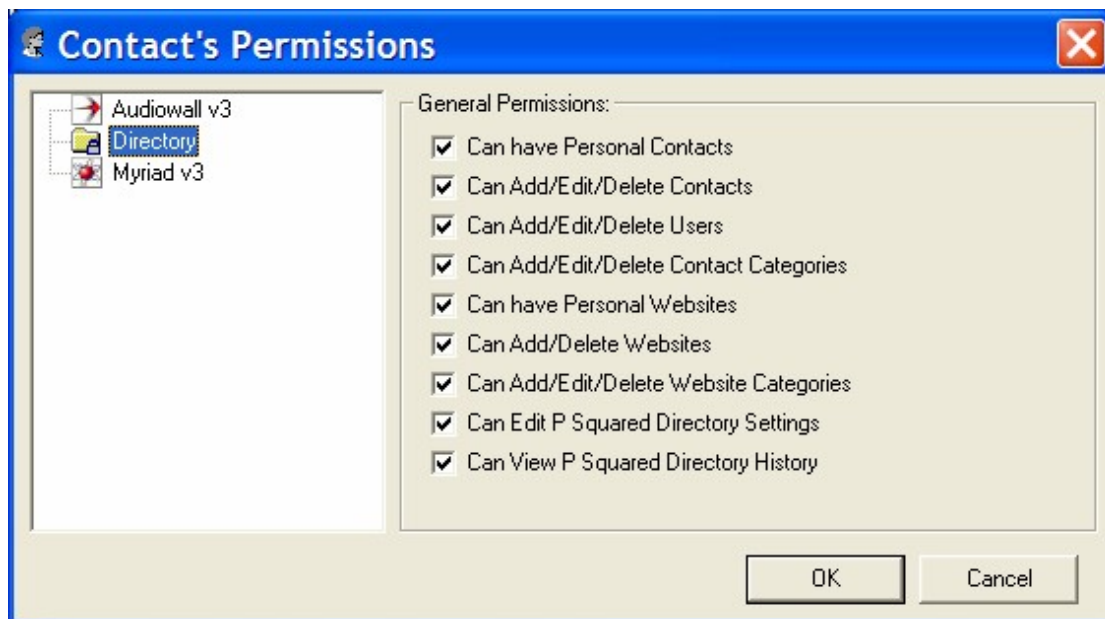 Contact's Permissions
Audiowall v3
Directory
Myriad v3
General Permissions:
Can have Personal Contacts
Can Add/Edit/Delete Contacts
Can Add/Edit/Delete Users
Can Add/Edit/Delete Contact Categories
Can have Personal Websites
Can Add/Delete Websites
Can Add/Edit/Delete Website Categories
Can Edit P Squared Directory Settings
Can View P Squared Directory History
OK
Cancel